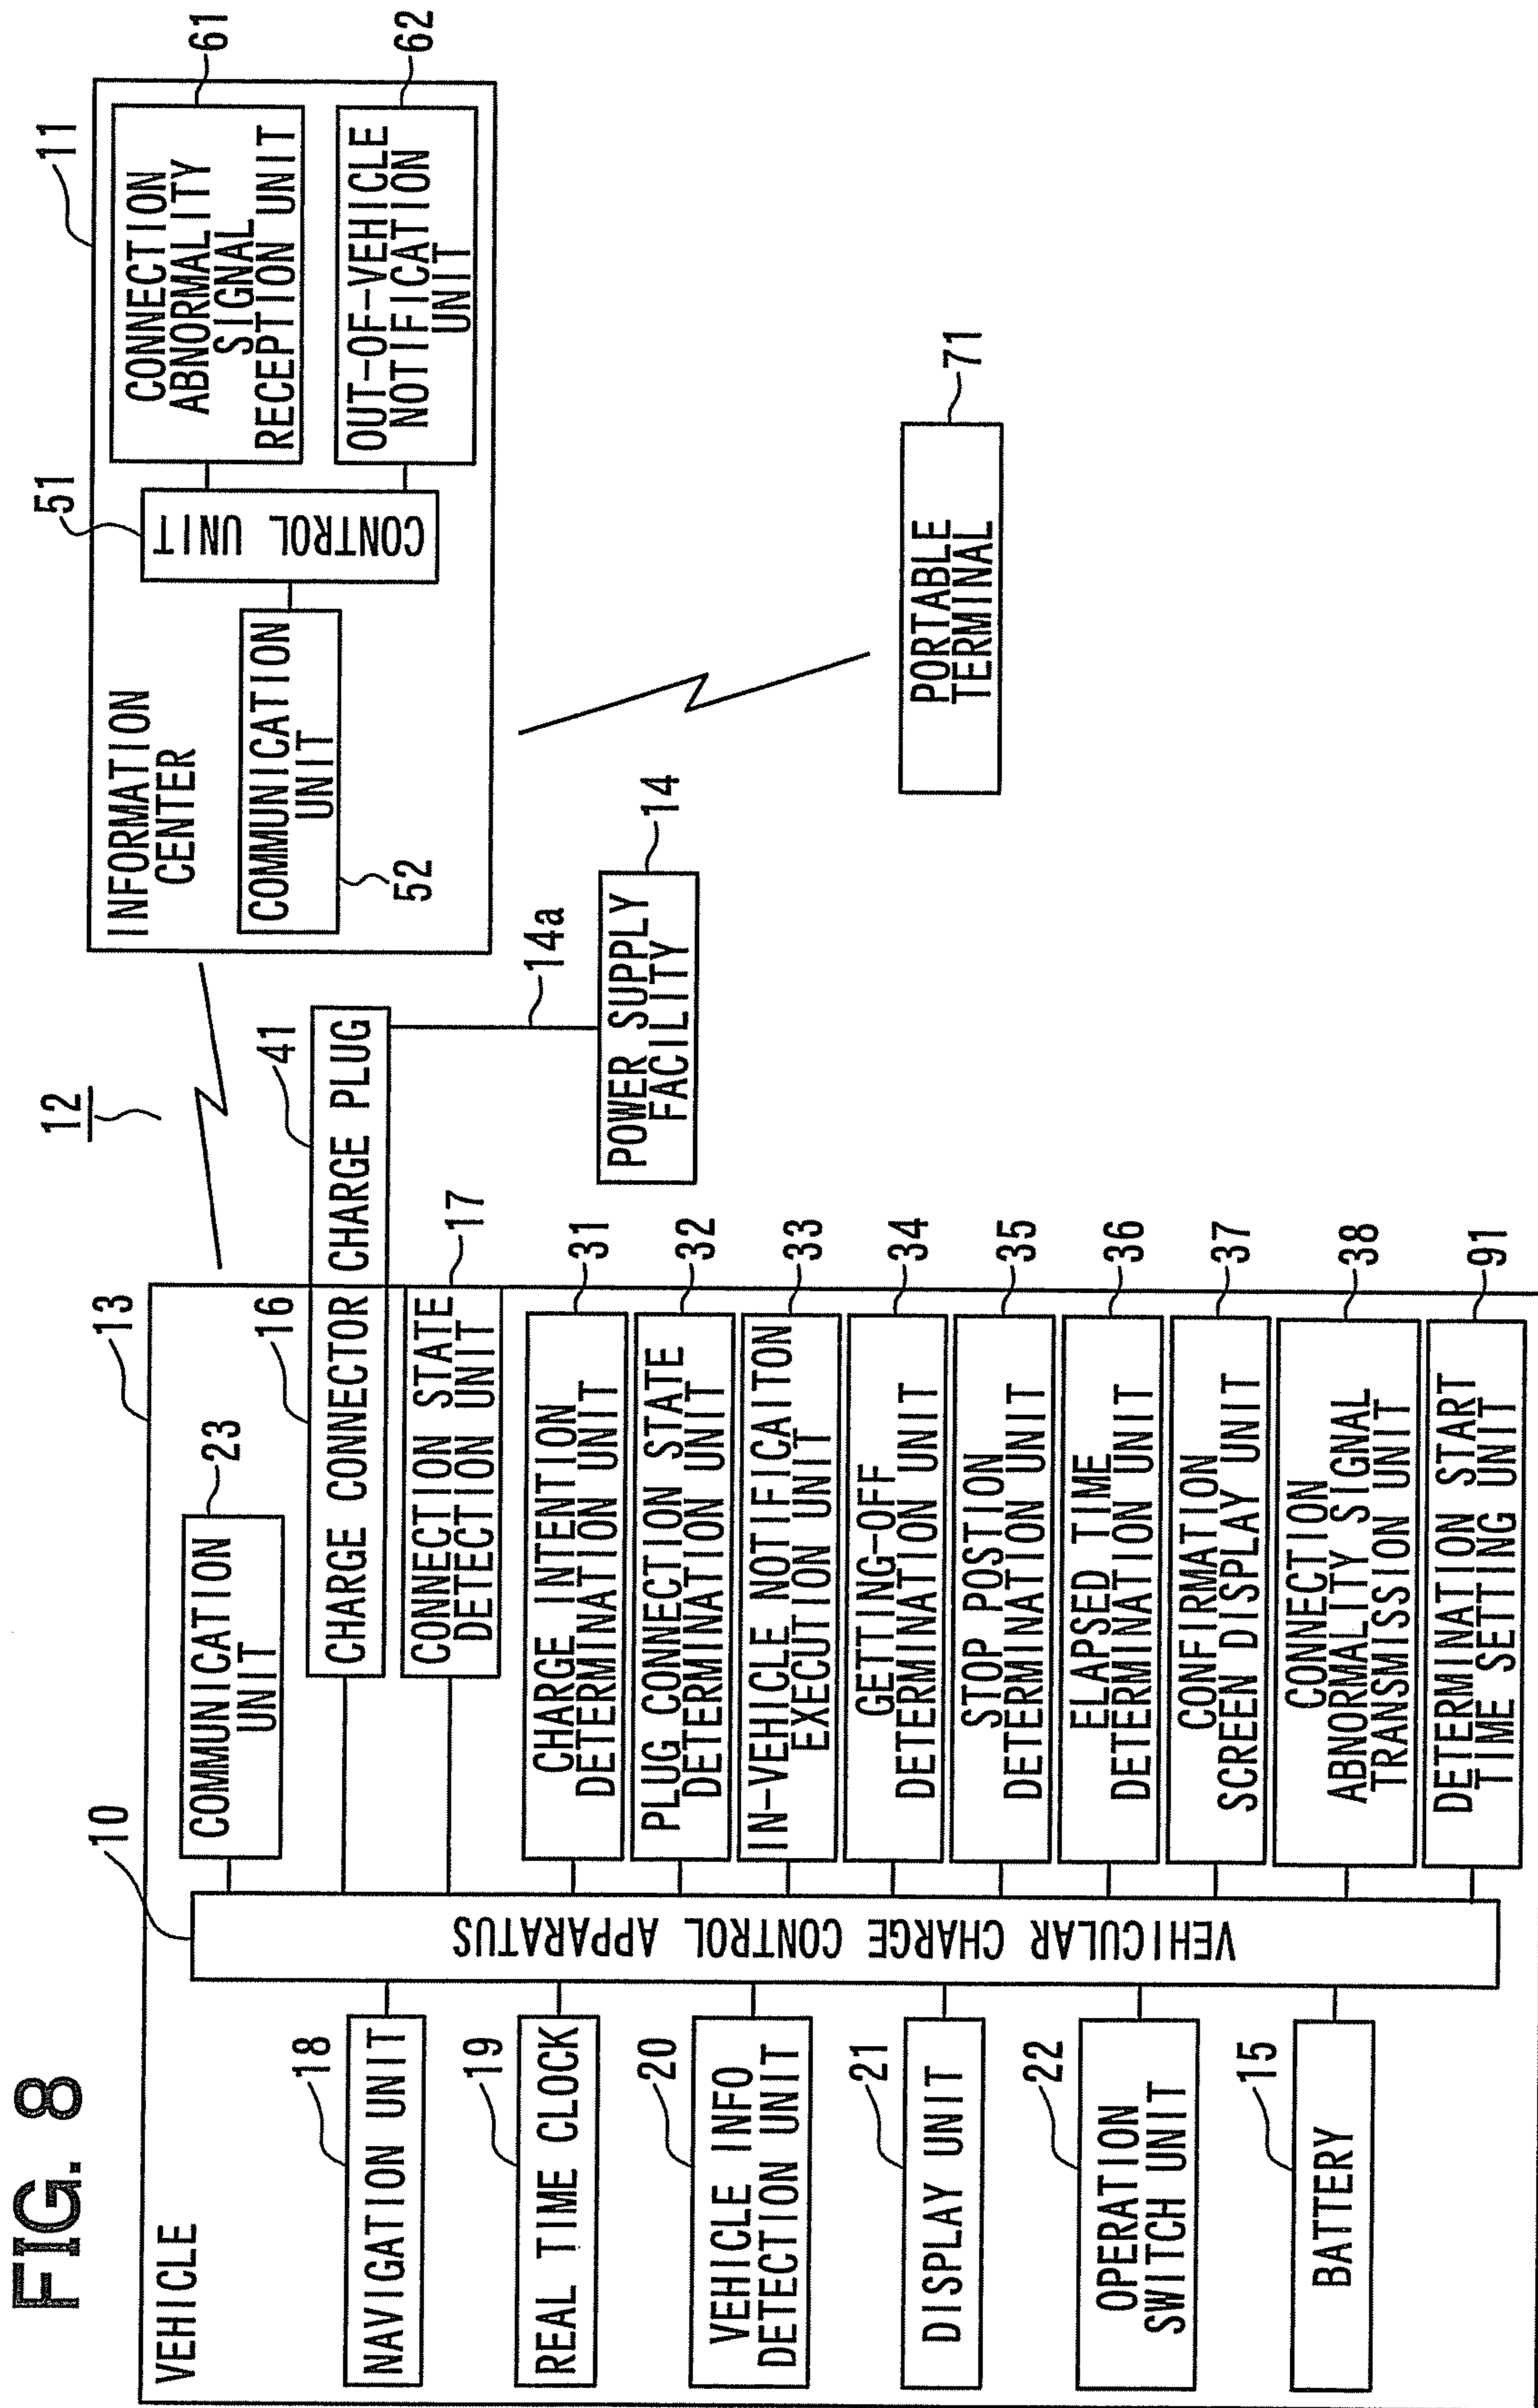 FIG. 8
12
VEHICLE
13
10
18
NAVIGATION UNIT
19
REAL TIME CLOCK
20
VEHICLE INFO
DETECTION UNIT
21
DISPLAY UNIT
22
OPERATION
SWITCH UNIT
15
BATTERY
VEHICULAR CHARGE CONTROL APPARATUS
COMMUNICATION
UNIT
23
16
CHARGE CONNECTOR
CONNECTION STATE
DETECTION UNIT
17
CHARGE INTENTION
DETERMINATION UNIT
31
PLUG CONNECTION STATE
DETERMINATION UNIT
32
IN-VEHICLE NOTIFICAITON
EXECUTION UNIT
33
GETTING-OFF
DETERMINATION UNIT
34
STOP POSTION
DETERMINATION UNIT
35
ELAPSED TIME
DETERMINATION UNIT
36
CONFIRMATION
SCREEN DISPLAY UNIT
37
CONNECTION
ABNORMALITY SIGNAL
TRANSMISSION UNIT
38
DETERMINATION START
TIME SETTING UNIT
91
41
CHARGE PLUG
14a
14
POWER SUPPLY
FACILITY
11
INFORMATION
CENTER
COMMUNICATION
UNIT
52
51
CONTROL UNIT
CONNECTION
ABNORMALITY
SIGNAL
RECEPTION UNIT
61
OUT-OF-VEHICLE
NOTIFICATION
UNIT
62
71
PORTABLE
TERMINAL